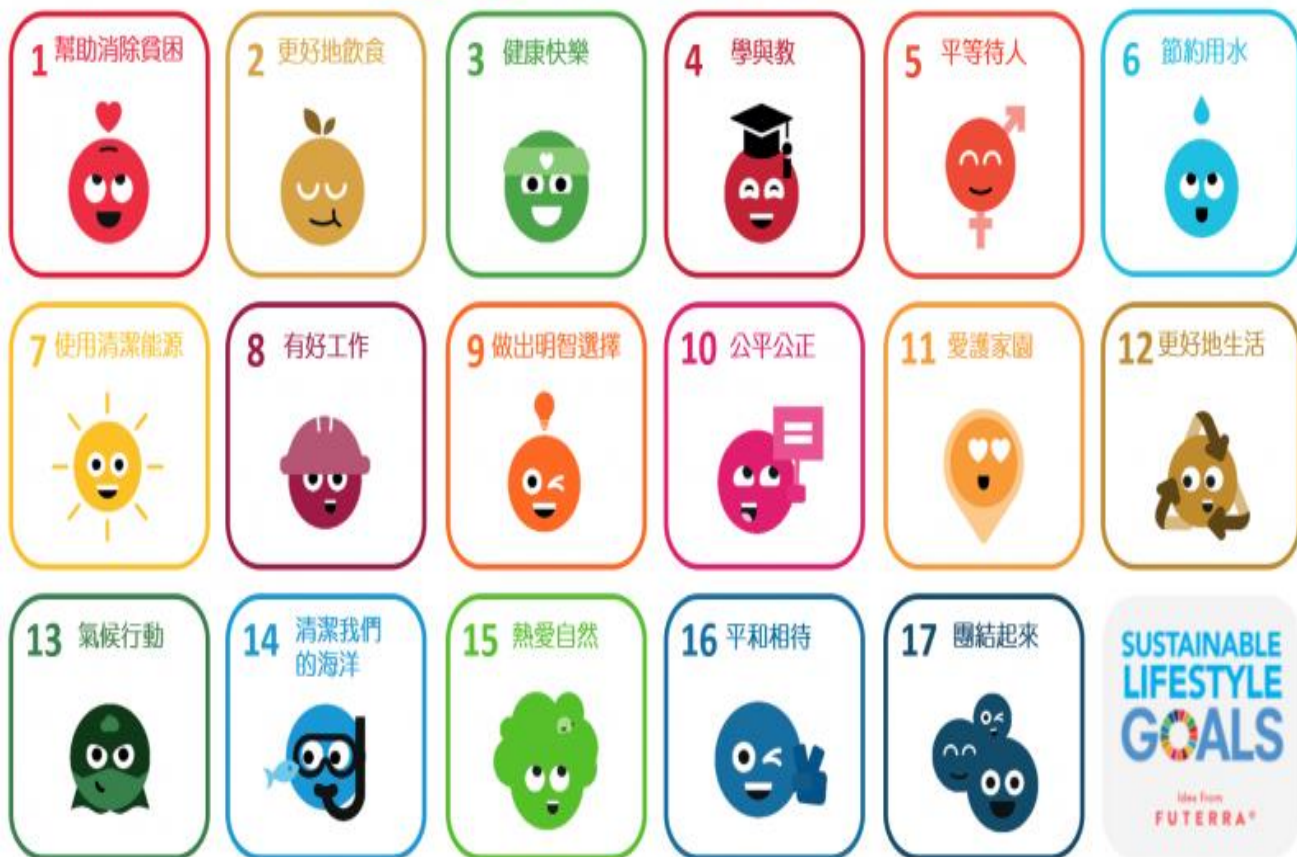 1 幫助消除貧困
2 更好地飲食
3 健康快樂
4 學與教
5 平等待人
6 節約用水
7 使用清潔能源
8 有好工作
9 做出明智選擇
10 公平公正
11 愛護家園
12 更好地生活
13 氣候行動
14 清潔我們
的海洋
15 熱愛自然
16 平和相待
17 團結起來
SUSTAINABLE
LIFESTYLE
GOALS
Idea from
FUTERRA®